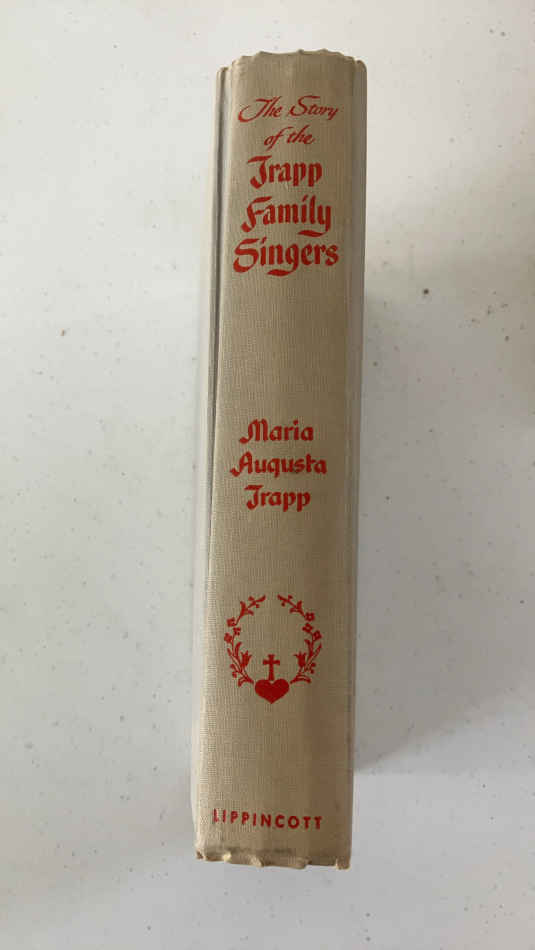 The Story
of the
Trapp
Family
Singers
Maria
Augusta
Trapp
LIPPINCOTT